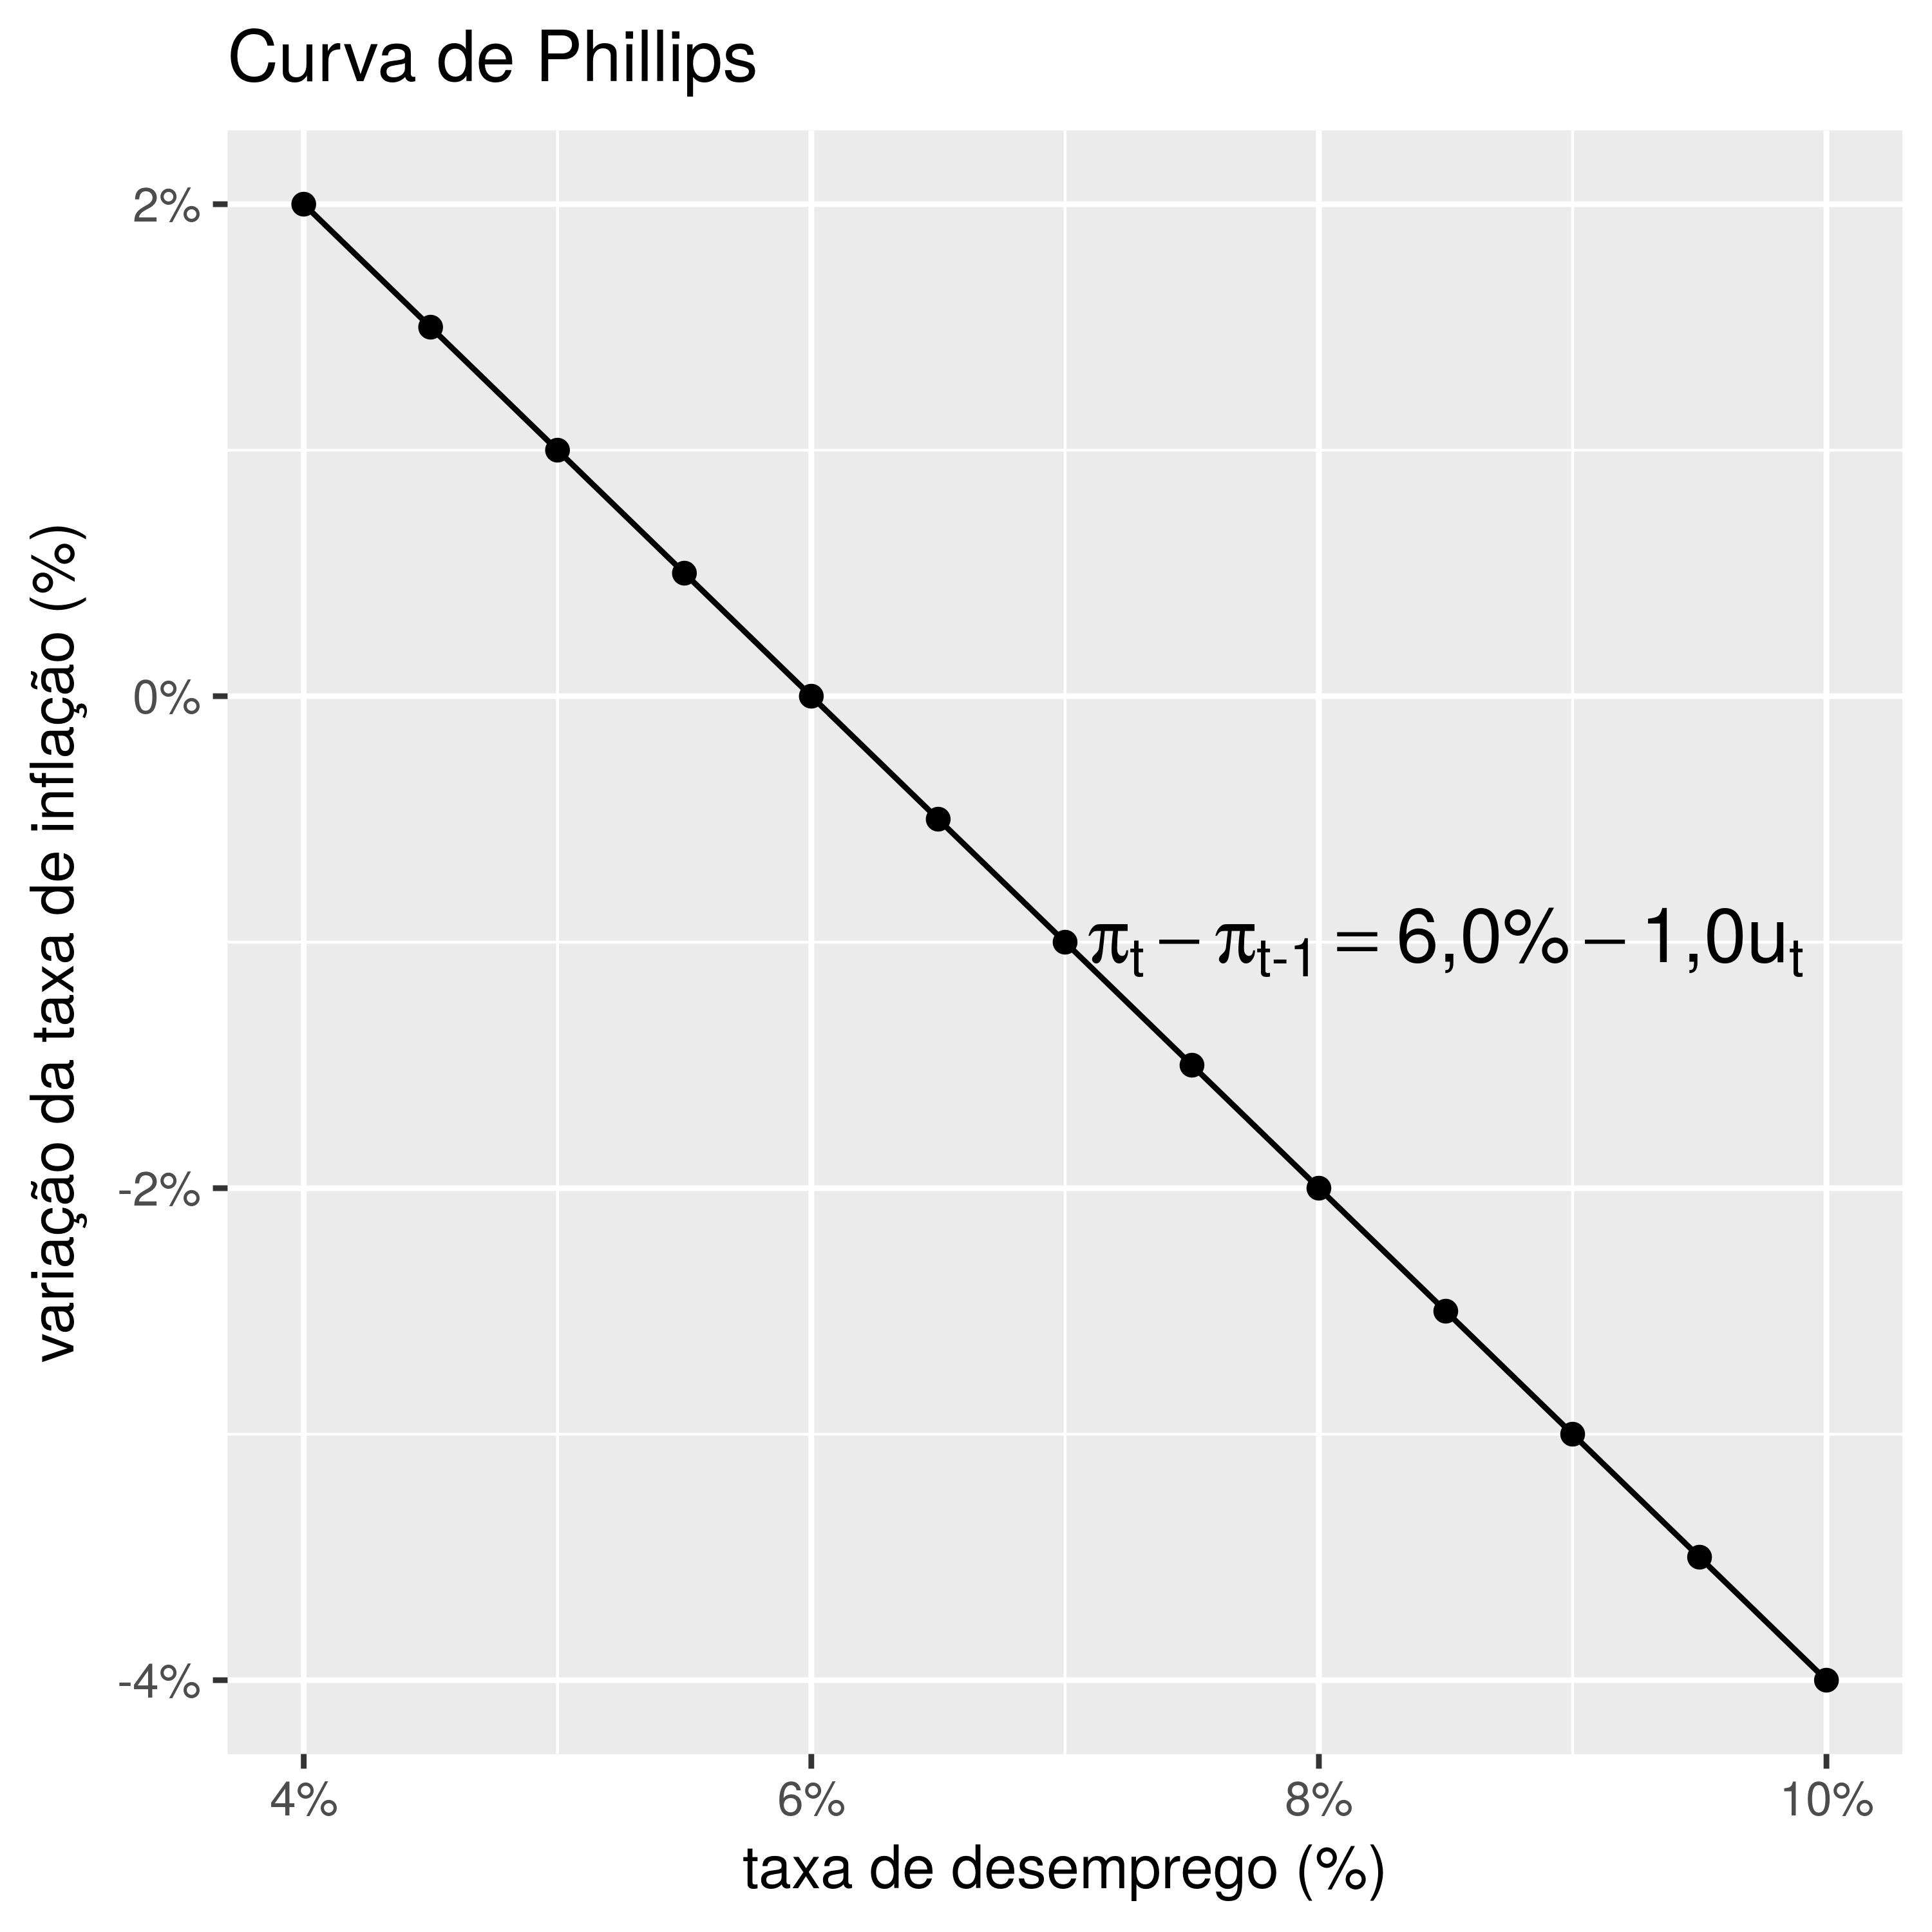 Curva de Phillips
variação da taxa de inflação (%)
2%
0%
-2%
-4%
πt − πt-1 = 6,0% − 1,0ut
4%
6%
8%
10%
taxa de desemprego (%)